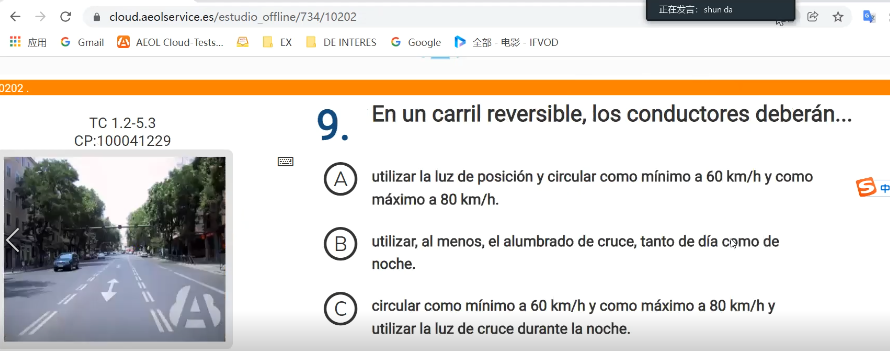 正在发言: shun da
cloud.aeolservice.es/estudio_offline/734/10202
应用 Gmail AEOL Cloud-Tests... EX DE INTERES Google 全部 - 电影 - IFVOD
0202 .
TC 1.2-5.3
CP:100041229
9. En un carril reversible, los conductores deberán...
A utilizar la luz de posición y circular como mínimo a 60 km/h y como
máximo a 80 km/h.
B utilizar, al menos, el alumbrado de cruce, tanto de día como de
noche.
C circular como mínimo a 60 km/h y como máximo a 80 km/h y
utilizar la luz de cruce durante la noche.
S 中